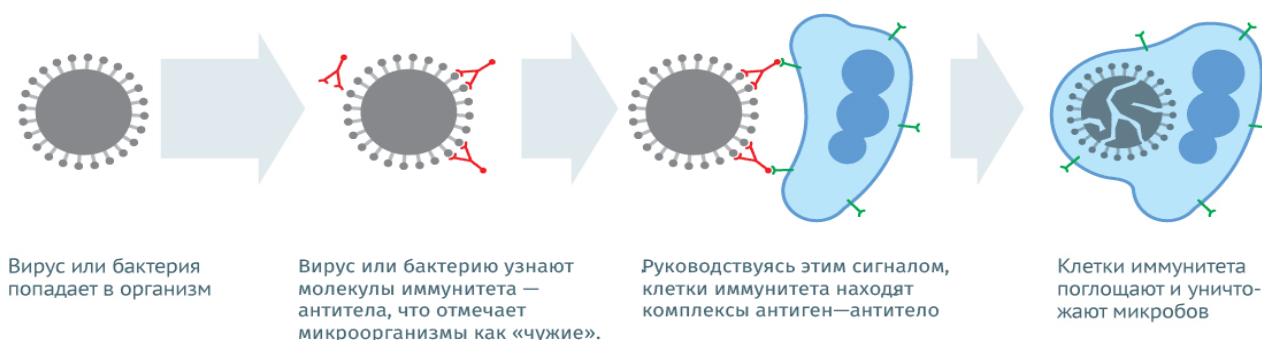 Вирус или бактерия
попадает в организм
Вирус или бактерию узнают
молекулы иммунитета —
антитела, что отмечает
микроорганизмы как «чужие».
Руководствуясь этим сигналом,
клетки иммунитета находят
комплексы антиген—антитело
Клетки иммунитета
поглощают и уничто-
жают микробов